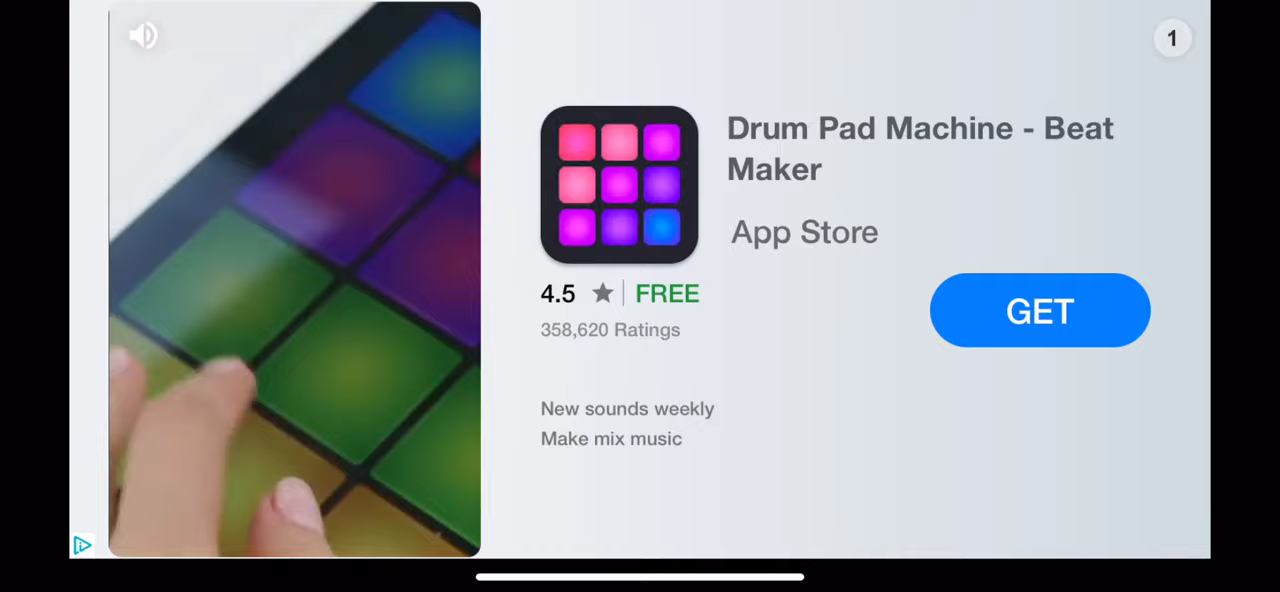 1
Drum Pad Machine - Beat
Maker
App Store
4.5 ★ | FREE
358,620 Ratings
GET
New sounds weekly
Make mix music